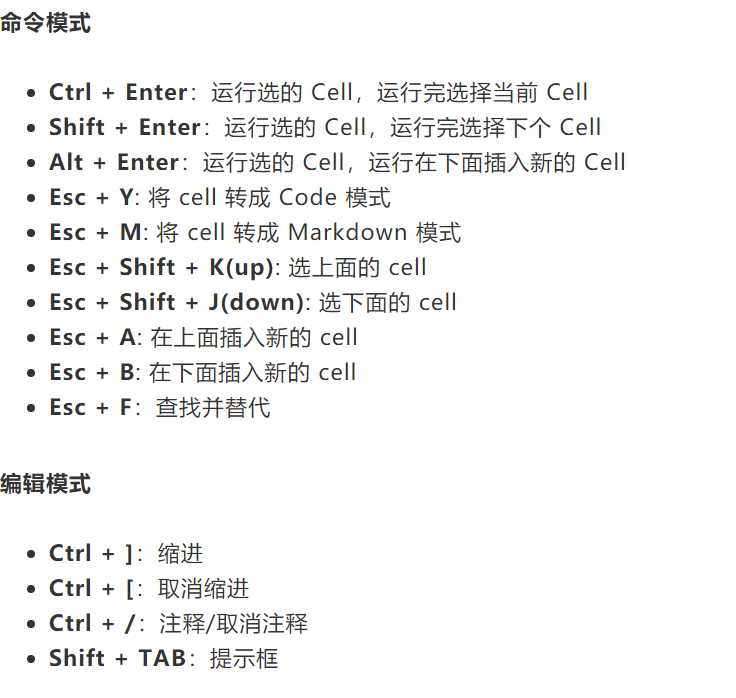 命令模式
Ctrl + Enter：运行选的 Cell，运行完选择当前 Cell
Shift + Enter：运行选的 Cell，运行完选择下个 Cell
Alt + Enter：运行选的 Cell，运行在下面插入新的 Cell
Esc + Y: 将 cell 转成 Code 模式
Esc + M: 将 cell 转成 Markdown 模式
Esc + Shift + K(up): 选上面的 cell
Esc + Shift + J(down): 选下面的 cell
Esc + A: 在上面插入新的 cell
Esc + B: 在下面插入新的 cell
Esc + F：查找并替代
编辑模式
Ctrl + ]：缩进
Ctrl + [：取消缩进
Ctrl + /：注释/取消注释
Shift + TAB：提示框